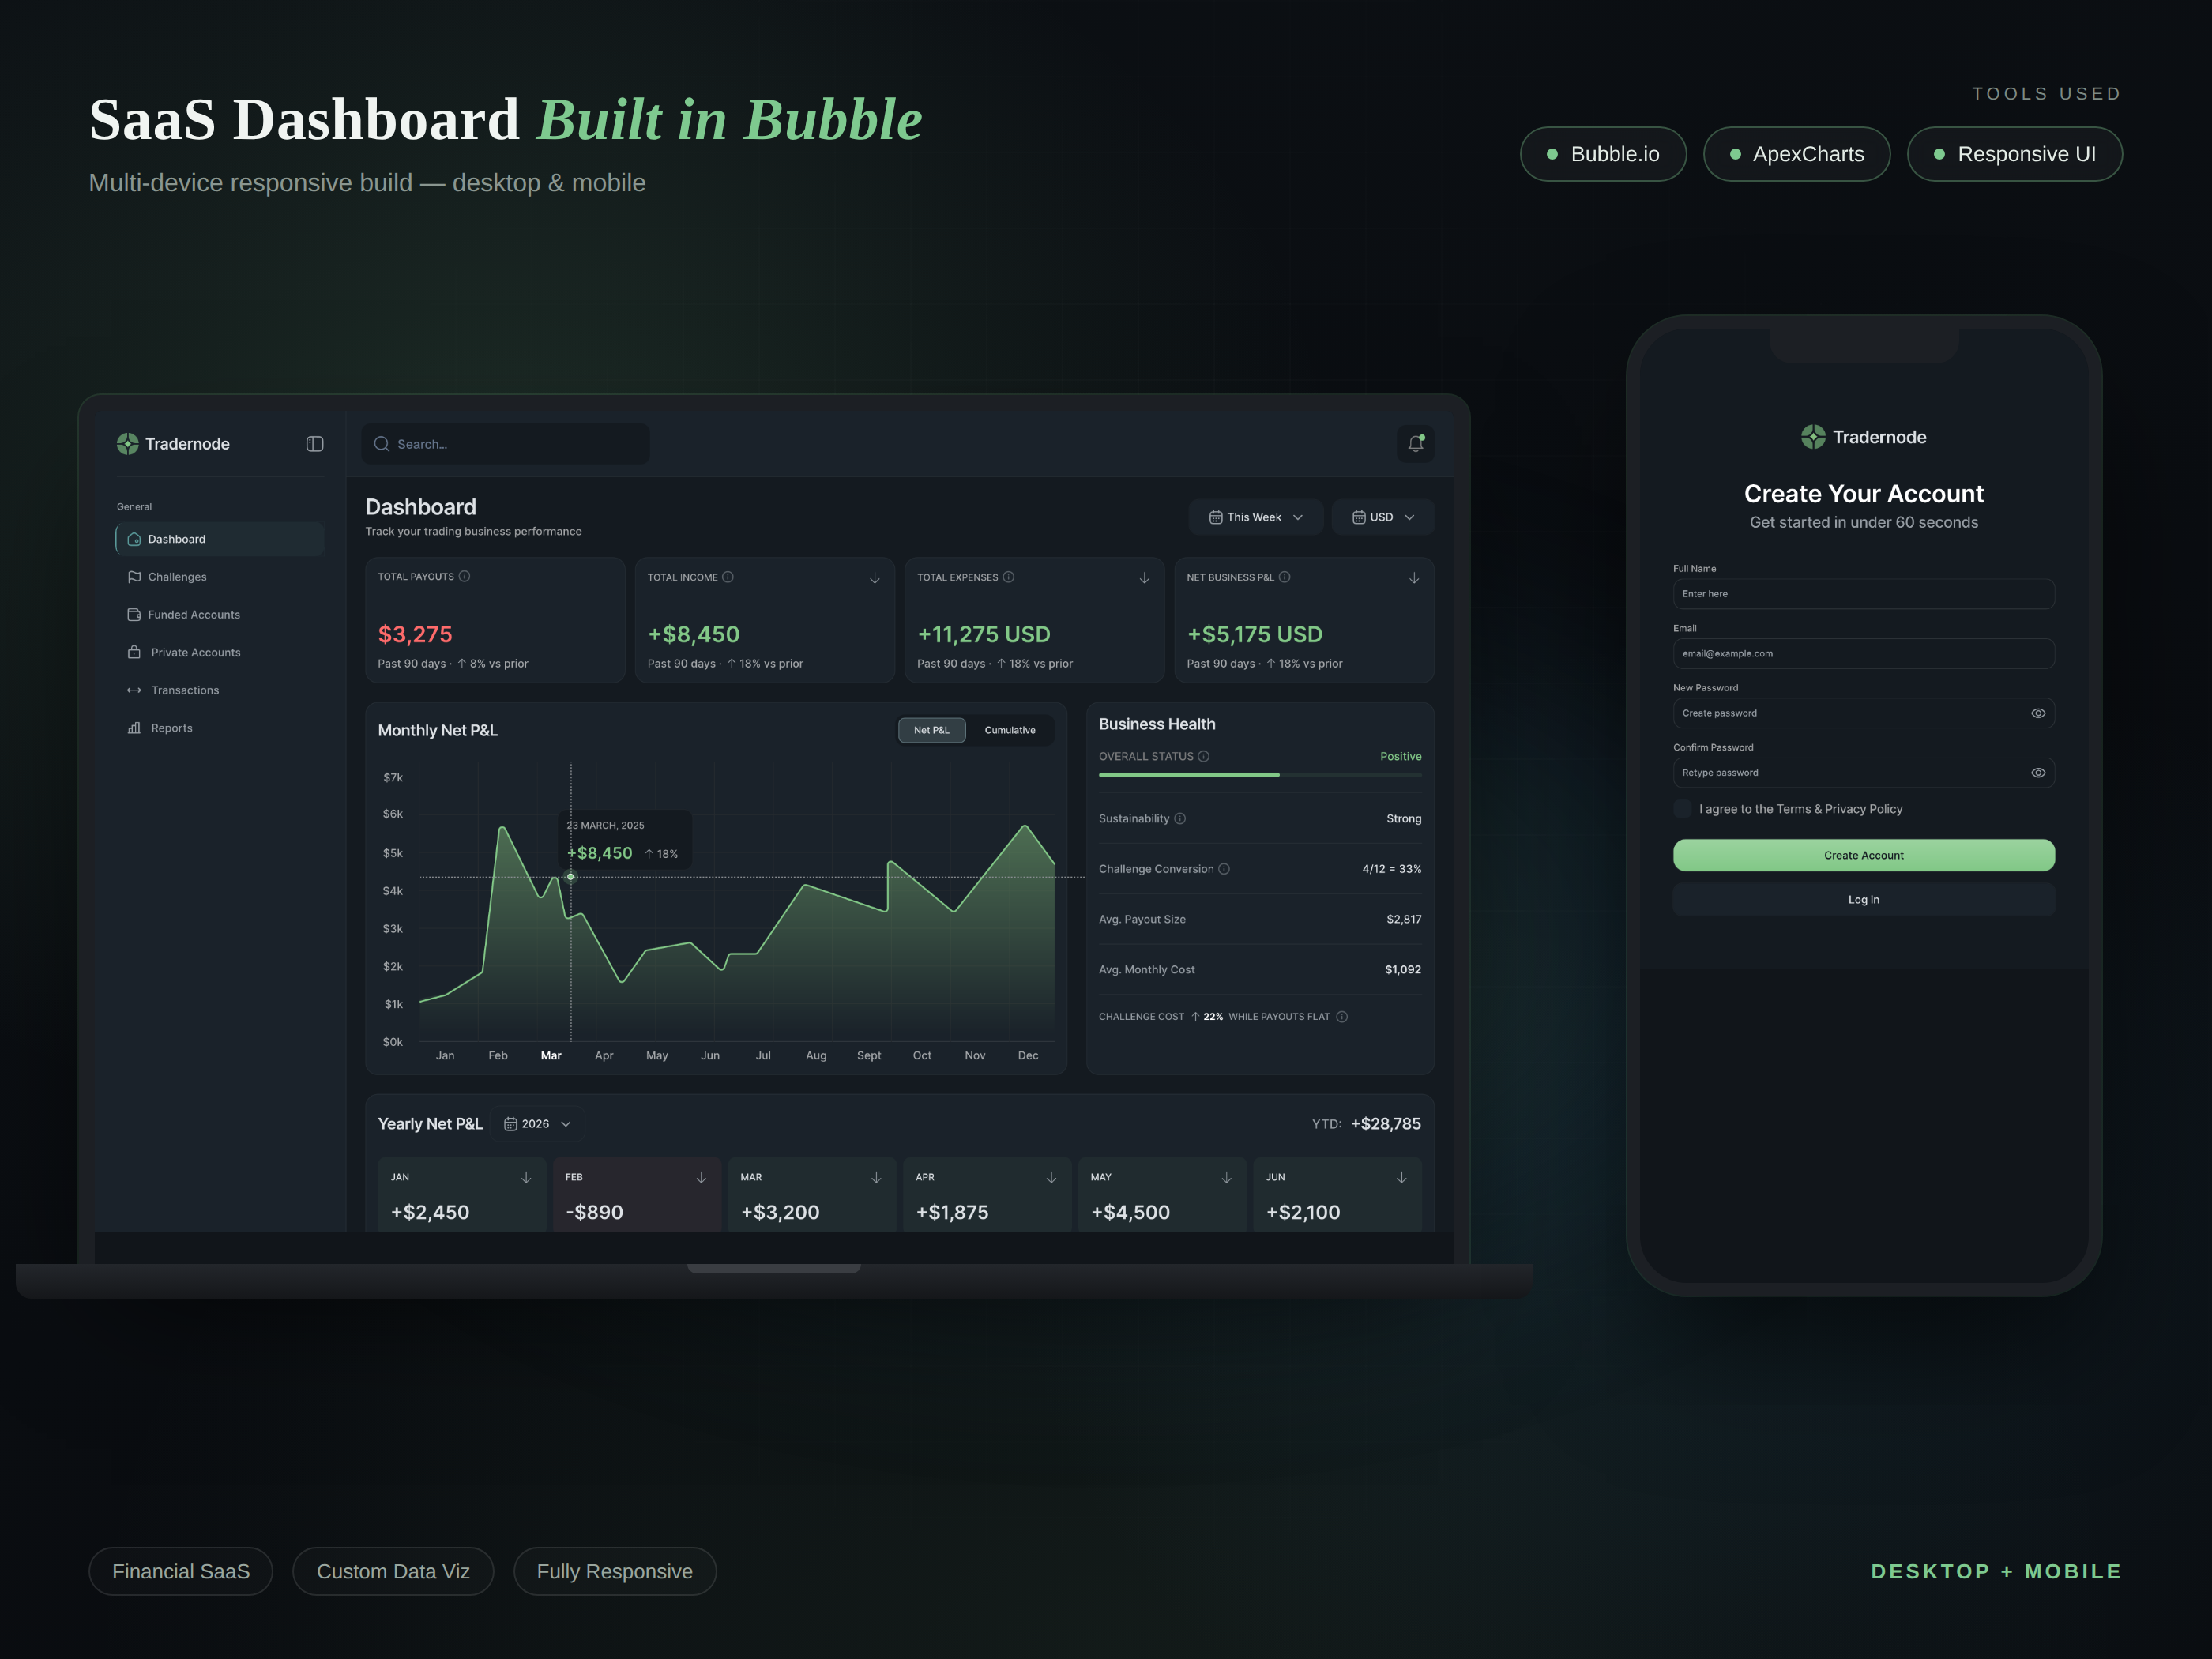 SaaS Dashboard Built in Bubble
Multi-device responsive build — desktop & mobile
TOOLS USED
Bubble.io
ApexCharts
Responsive UI
Tradernode
General
Dashboard
Challenges
Funded Accounts
Private Accounts
Transactions
Reports
Search...
Dashboard
Track your trading business performance
This Week
USD
TOTAL PAYOUTS
$3,275
Past 90 days · ↑ 8% vs prior
TOTAL INCOME
+$8,450
Past 90 days · ↑ 18% vs prior
TOTAL EXPENSES
+11,275 USD
Past 90 days · ↑ 18% vs prior
NET BUSINESS P&L
+$5,175 USD
Past 90 days · ↑ 18% vs prior
Monthly Net P&L
Net P&L
Cumulative
$7k
$6k
$5k
$4k
$3k
$2k
$1k
$0k
23 MARCH, 2025
+$8,450 ↑ 18%
Jan Feb Mar Apr May Jun Jul Aug Sept Oct Nov Dec
Business Health
OVERALL STATUS Positive
Sustainability Strong
Challenge Conversion 4/12 = 33%
Avg. Payout Size $2,817
Avg. Monthly Cost $1,092
CHALLENGE COST ↑ 22% WHILE PAYOUTS FLAT
Yearly Net P&L
2026
YTD: +$28,785
JAN
+$2,450
FEB
-$890
MAR
+$3,200
APR
+$1,875
MAY
+$4,500
JUN
+$2,100
Tradernode
Create Your Account
Get started in under 60 seconds
Full Name
Enter here
Email
email@example.com
New Password
Create password
Confirm Password
Retype password
I agree to the Terms & Privacy Policy
Create Account
Log in
Financial SaaS
Custom Data Viz
Fully Responsive
DESKTOP + MOBILE